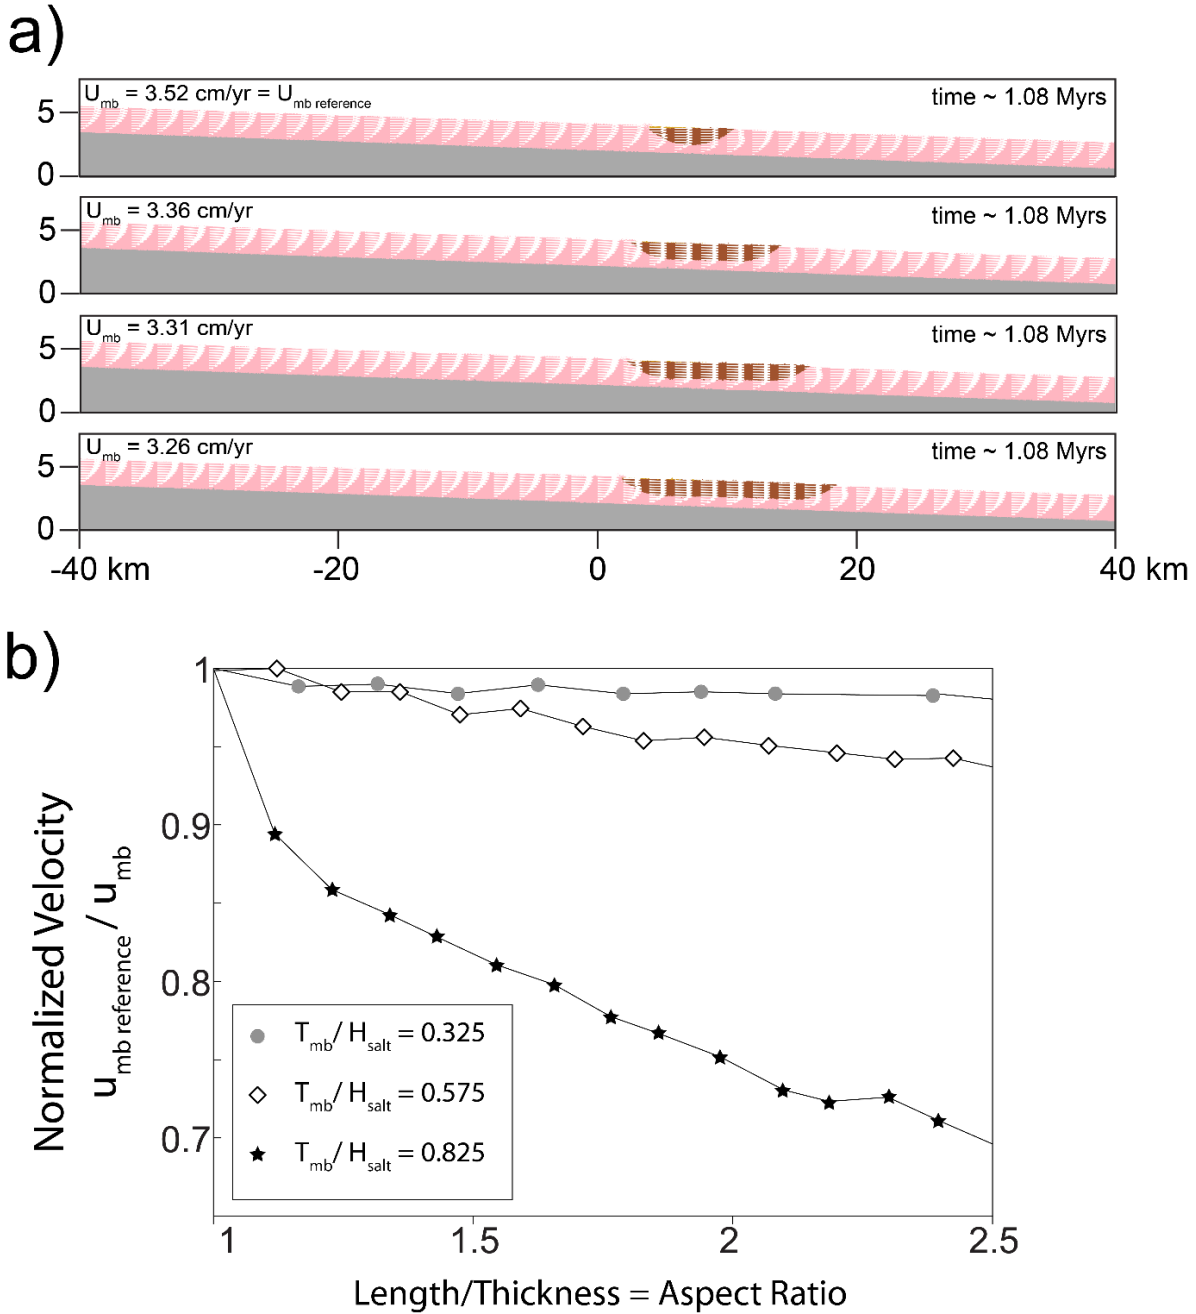 a)
U mb = 3.52 cm/yr = U mb reference
time ~ 1.08 Myrs
5
0
U mb = 3.36 cm/yr
time ~ 1.08 Myrs
5
0
U mb = 3.31 cm/yr
time ~ 1.08 Myrs
5
0
U mb = 3.26 cm/yr
time ~ 1.08 Myrs
5
0
-40 km -20 0 20 40 km
b)
1
0.9
0.8
0.7
Normalized Velocity
u mb reference / u mb
T mb / H salt = 0.325
T mb / H salt = 0.575
T mb / H salt = 0.825
1 1.5 2 2.5
Length/Thickness = Aspect Ratio